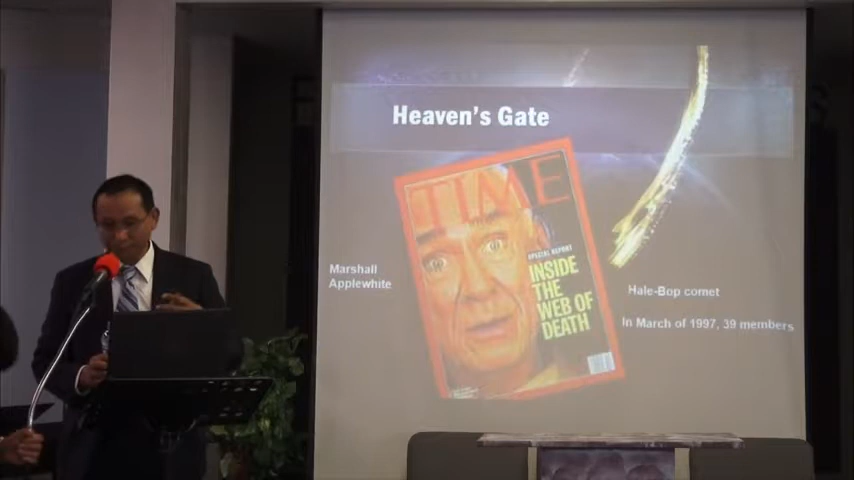 Heaven's Gate
TIME
SPECIAL REPORT
INSIDE
THE
WEB OF
DEATH
Marshall
Applewhite
Hale-Bop comet
In March of 1997, 39 members